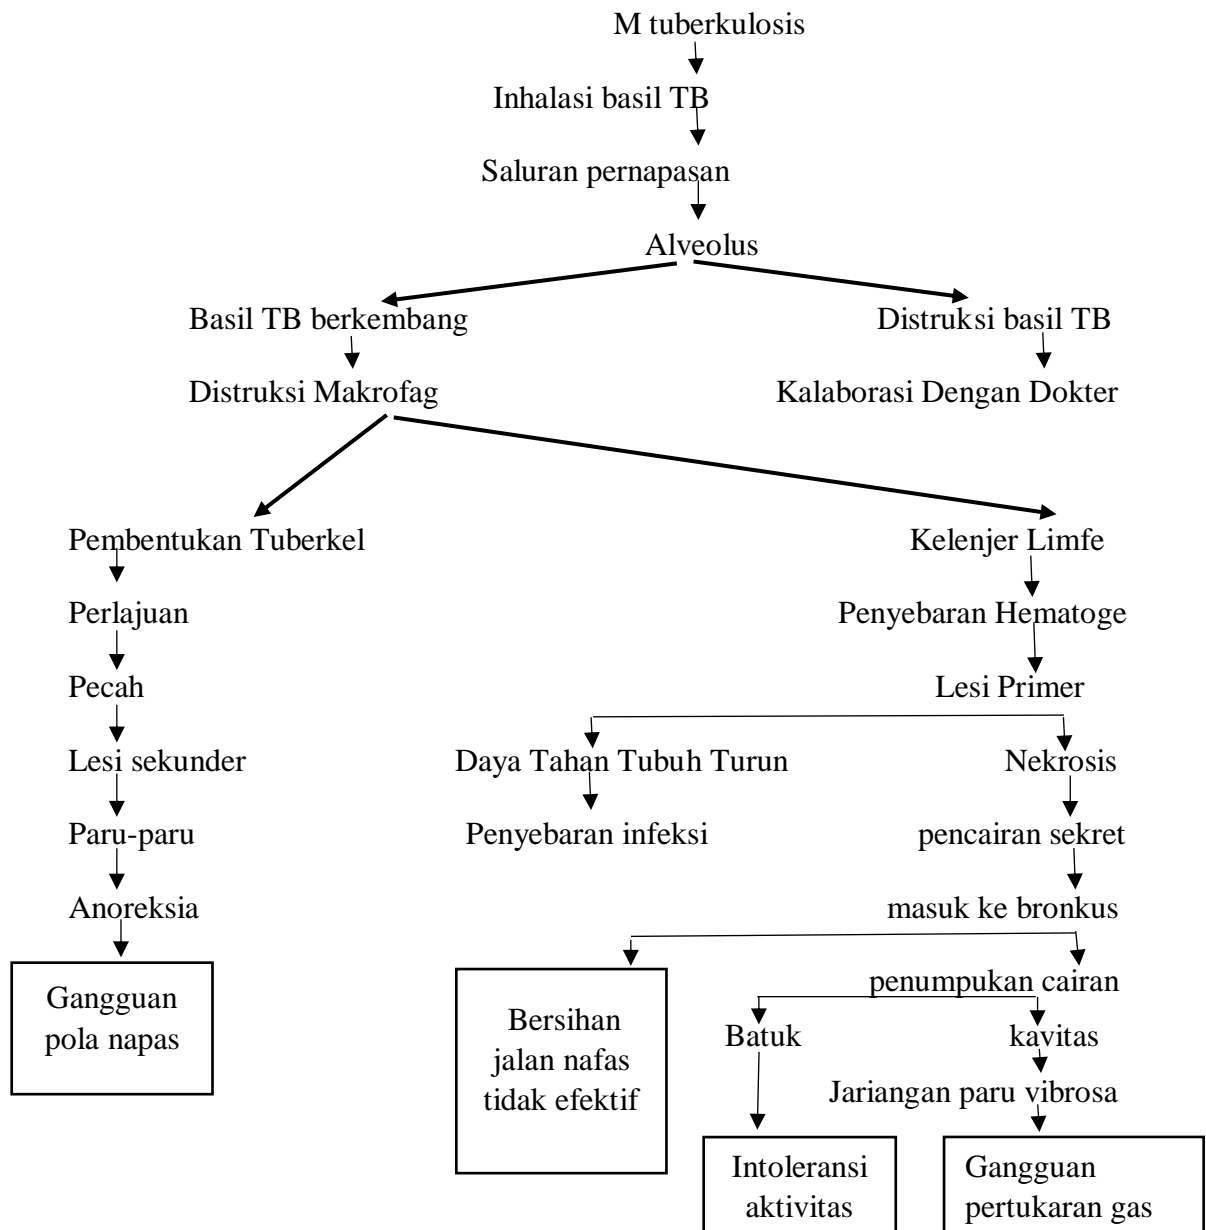 M tuberkulosis
Inhalasi basil TB
Saluran pernapasan
Alveolus
Basil TB berkembang
Distruksi basil TB
Distruksi Makrofag
Kalaborasi Dengan Dokter
Pembentukan Tuberkel
Kelenjer Limfe
Perlajuan
Penyebaran Hematoge
Pecah
Lesi Primer
Lesi sekunder
Daya Tahan Tubuh Turun
Nekrosis
Paru-paru
Penyebaran infeksi
pencairan sekret
Anoreksia
masuk ke bronkus
Gangguan
pola napas
penumpukan cairan
Bersihan
jalan nafas
tidak efektif
Batuk
kavitas
Jariangan paru vibrosa
Intoleransi
aktivitas
Gangguan
pertukaran gas